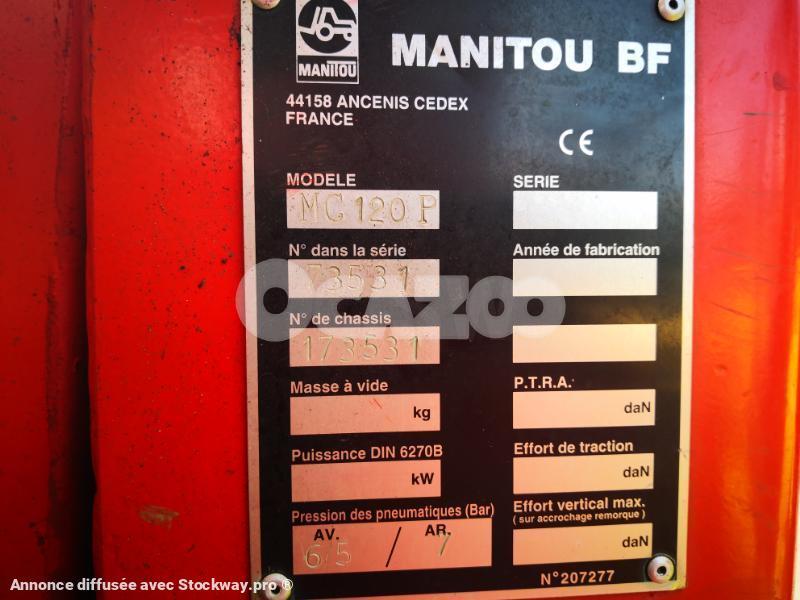 MANITOU
MANITOU BF
44158 ANCENIS CEDEX
FRANCE
CE
MODELE
MC120P
SERIE
N° dans la série
73531
Année de fabrication
OCAZOO
N° de chassis
173531
Masse à vide
kg
P.T.R.A.
daN
Puissance DIN 6270B
kW
Effort de traction
daN
Pression des pneumatiques (Bar)
AV. AR.
6/5 / 7
Effort vertical max.
( sur accrochage remorque )
daN
N°207277
Annonce diffusée avec Stockway.pro ®